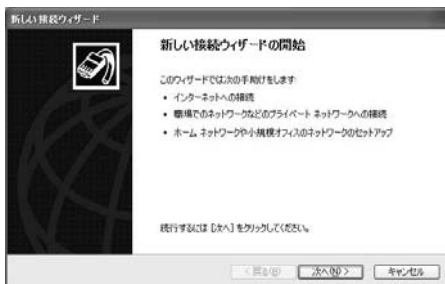 新しい接続ウィザード
新しい接続ウィザードの開始
このウィザードでは次の手助けをします:
• インターネットへの接続
• 職場でのネットワークなどのプライベート ネットワークへの接続
• ホーム ネットワークや小規模オフィスのネットワークのセットアップ
続行するには [次へ] をクリックしてください。
< 戻る(B) 次へ(N) > キャンセル